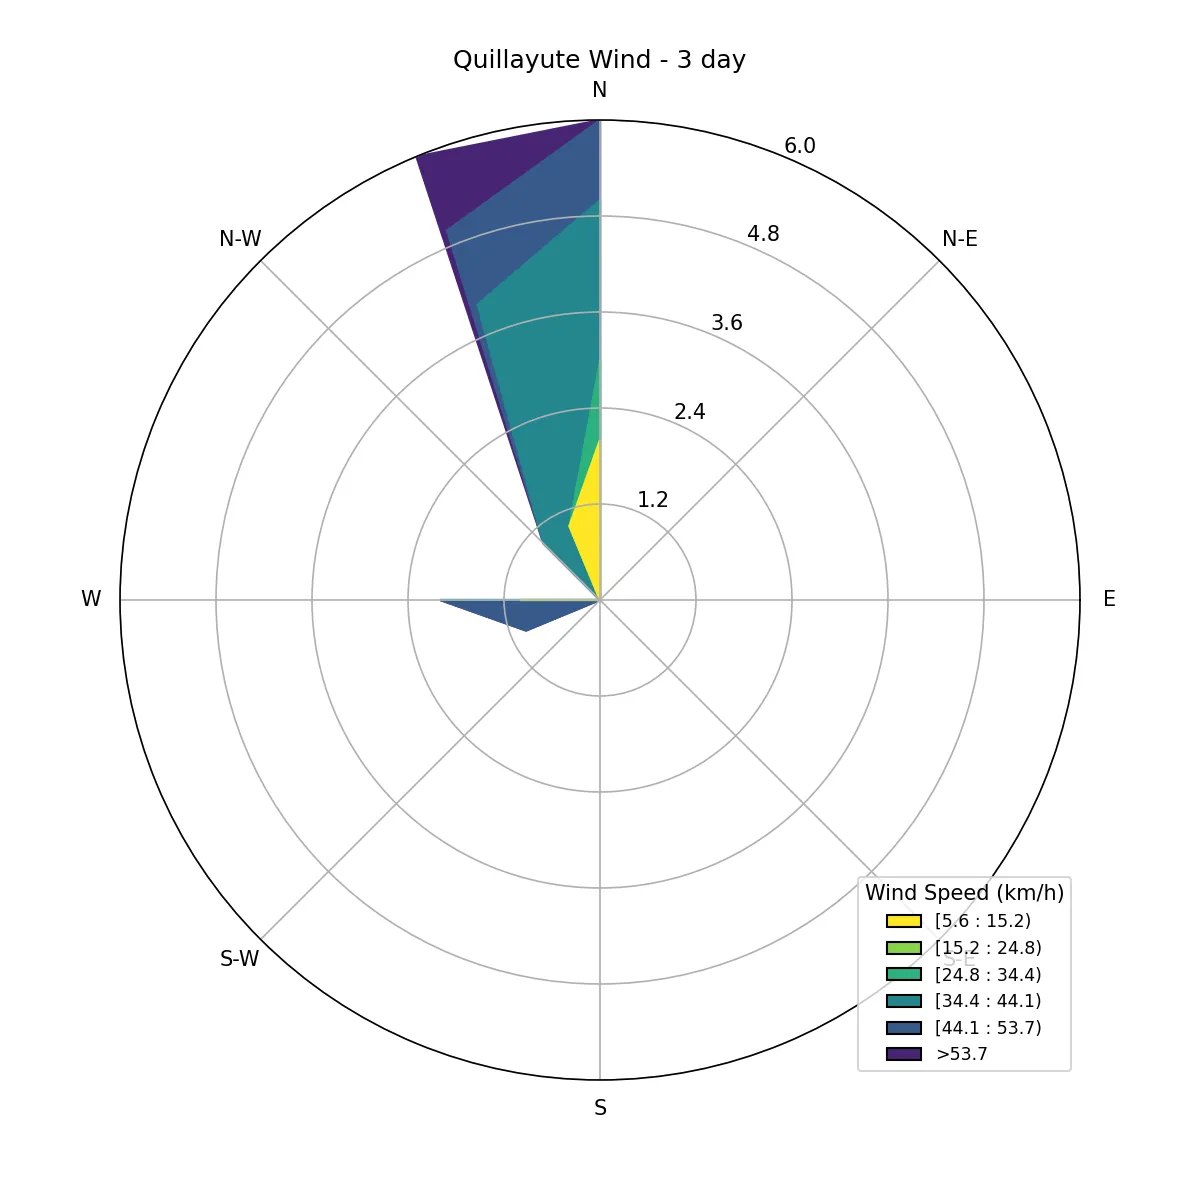 Quillayute Wind - 3 day
N
6.0
N-W
N-E
4.8
3.6
2.4
1.2
W
E
Wind Speed (km/h)
[5.6 : 15.2)
[15.2 : 24.8)
S-W
S-E
[24.8 : 34.4)
[34.4 : 44.1)
[44.1 : 53.7)
>53.7
S